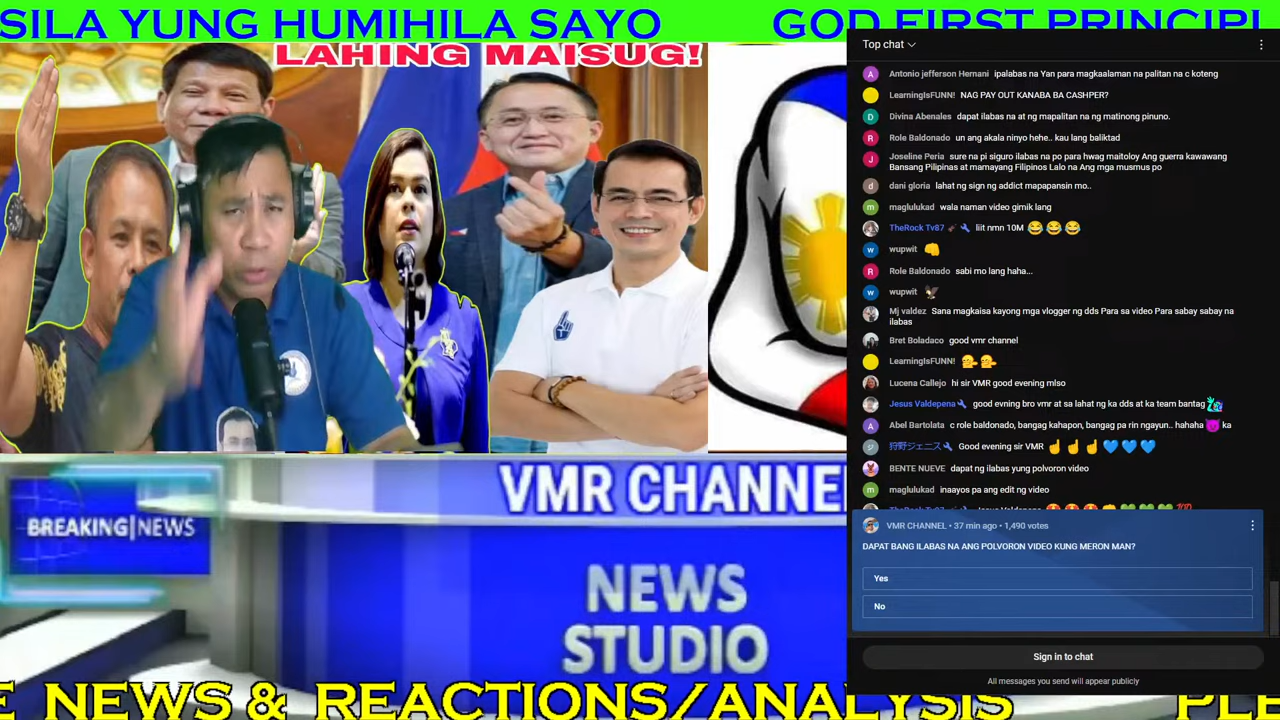 SILA YUNG HUMIHILA SAYO
GOD FIRST PRINCIPL
LAHING MAISUG!
VMR CHANNE
BREAKING|NEWS
NEWS
STUDIO
E NEWS & REACTIONS/ANALYSIS
PLE
Top chat
Antonio jefferson Hernani ipalabas na Yan para magkaalaman na palitan na c koteng
LearningIsFUNN! NAG PAY OUT KANABA BA CASHPER?
Divina Abenales dapat ilabas na at ng mapalitan na ng matinong pinuno.
Role Baldonado un ang akala ninyo hehe.. kau lang baliktad
Joseline Peria sure na pi siguro ilabas na po para hwag maitoloy Ang guerra kawawang
Bansang Pilipinas at mamayang Filipinos Lalo na Ang mga musmus po
dani gloria lahat ng sign ng addict mapapansin mo..
maglulukad wala naman video gimik lang
TheRock Tv87 liit nmn 10M 😂😂😂
wupwit 👊
Role Baldonado sabi mo lang haha...
wupwit 🦅
Mj valdez Sana magkaisa kayong mga vlogger ng dds Para sa video Para sabay sabay na
ilabas
Bret Boladaco good vmr channel
LearningIsFUNN!
Lucena Callejo hi sir VMR good evening mlso
Jesus Valdepena good evning bro vmr at sa lahat ng ka dds at ka team bantag
Abel Bartolata c role baldonado, bangag kahapon, bangag pa rin ngayun.. hahaha 😈 ka
狩野ジェニス Good evening sir VMR ☝☝☝💙💙💙
BENTE NUEVE dapat ng ilabas yung polvoron video
maglulukad inaayos pa ang edit ng video
VMR CHANNEL • 37 min ago • 1,490 votes
DAPAT BANG ILABAS NA ANG POLVORON VIDEO KUNG MERON MAN?
Yes
No
Sign in to chat
All messages you send will appear publicly